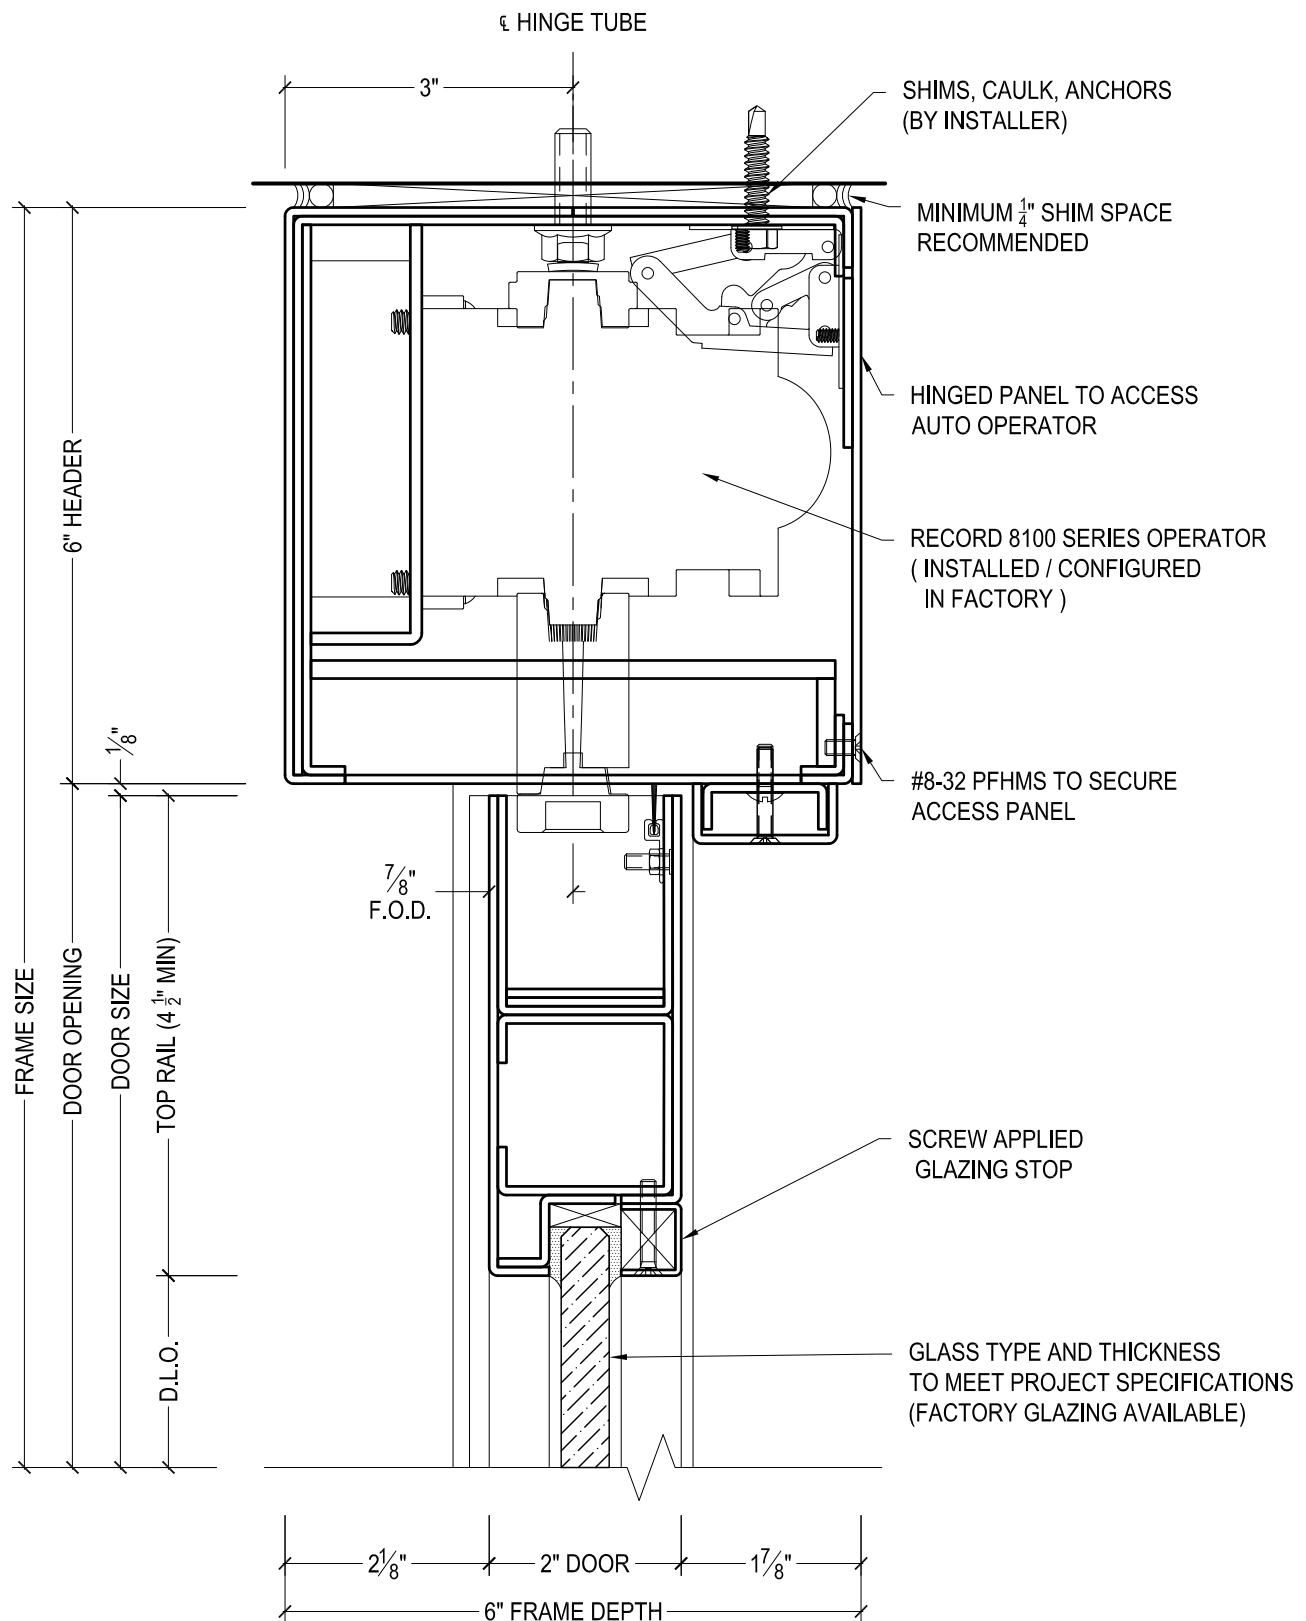 ℄ HINGE TUBE
3"
SHIMS, CAULK, ANCHORS
(BY INSTALLER)
MINIMUM 1/4" SHIM SPACE
RECOMMENDED
HINGED PANEL TO ACCESS
AUTO OPERATOR
6" HEADER
RECORD 8100 SERIES OPERATOR
( INSTALLED / CONFIGURED
IN FACTORY )
1/8"
#8-32 PFHMS TO SECURE
ACCESS PANEL
7/8"
F.O.D.
FRAME SIZE
DOOR OPENING
DOOR SIZE
TOP RAIL (4 1/2" MIN)
SCREW APPLIED
GLAZING STOP
D.L.O.
GLASS TYPE AND THICKNESS
TO MEET PROJECT SPECIFICATIONS
(FACTORY GLAZING AVAILABLE)
2 1/8"
2" DOOR
1 7/8"
6" FRAME DEPTH